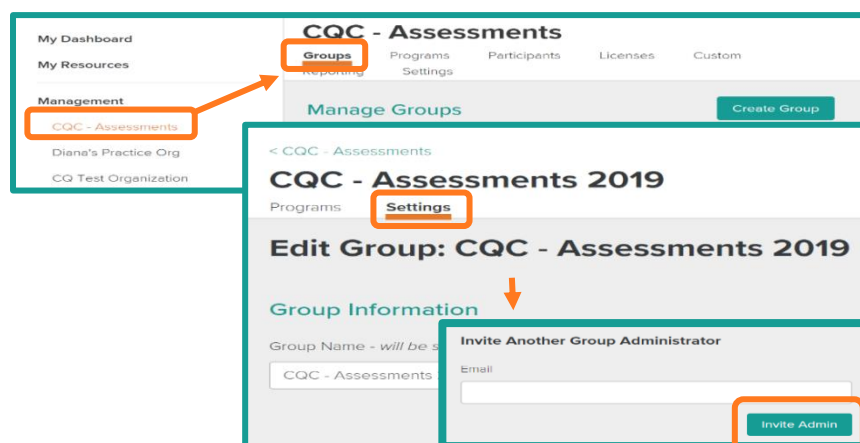 My Dashboard
My Resources
Management
CQC - Assessments
Diana's Practice Org
CQ Test Organization
CQC - Assessments
Groups Programs Participants Licenses Custom
Reporting Settings
Manage Groups
Create Group
< CQC - Assessments
CQC - Assessments 2019
Programs Settings
Edit Group: CQC - Assessments 2019
Group Information
Group Name - will be s
CQC - Assessments
Invite Another Group Administrator
Email
Invite Admin